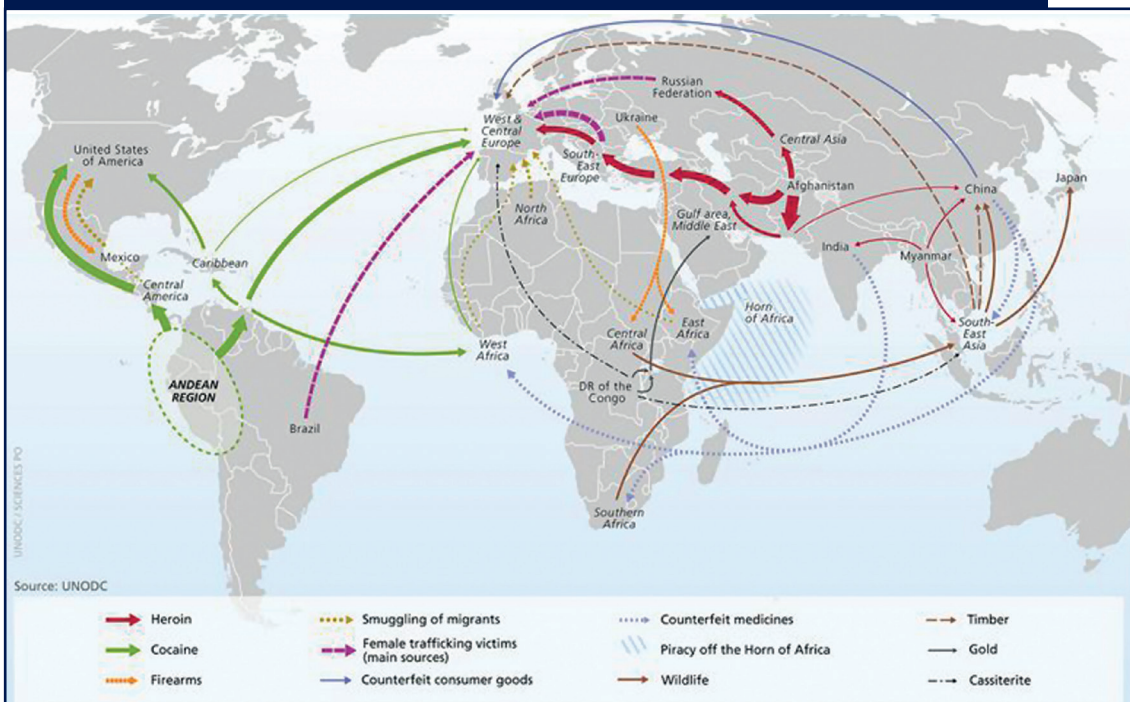 Russian
Federation
West &
Central
Europe
Ukraine
United States
of America
Central Asia
South-
East
Europe
Afghanistan
China
Japan
North
Africa
Gulf area,
Middle East
India
Myanmar
Mexico
Caribbean
Central
America
Horn
of Africa
Central
Africa
East
Africa
South-
East
Asia
West
Africa
ANDEAN
REGION
DR of the
Congo
Brazil
Southern
Africa
UNODC / SCIENCES PO
Source: UNODC
Heroin
Cocaine
Firearms
Smuggling of migrants
Female trafficking victims
(main sources)
Counterfeit consumer goods
Counterfeit medicines
Piracy off the Horn of Africa
Wildlife
Timber
Gold
Cassiterite